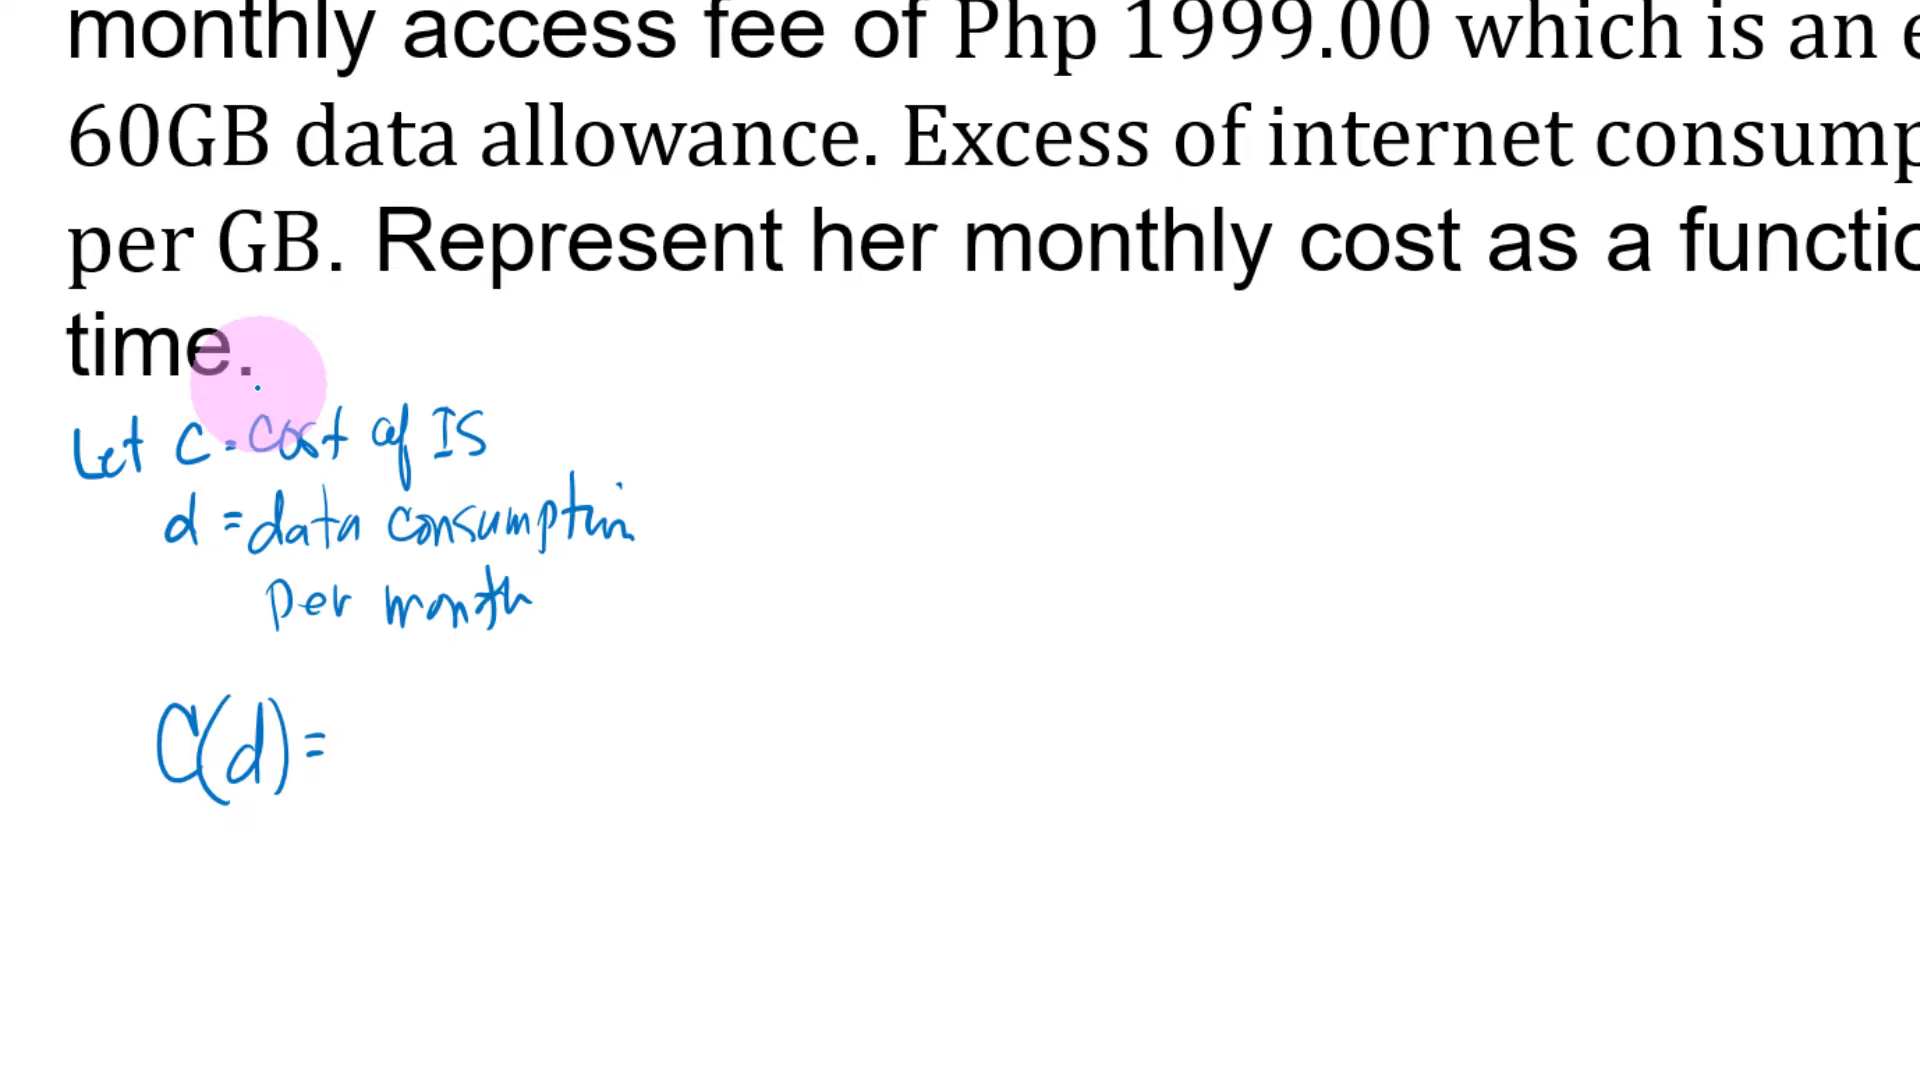 monthly access fee of Php 1999.00 which is an
60GB data allowance. Excess of internet consump
per GB. Represent her monthly cost as a functio
time.
Let C = cost of IS
d = data consumption
per month
C(d) =